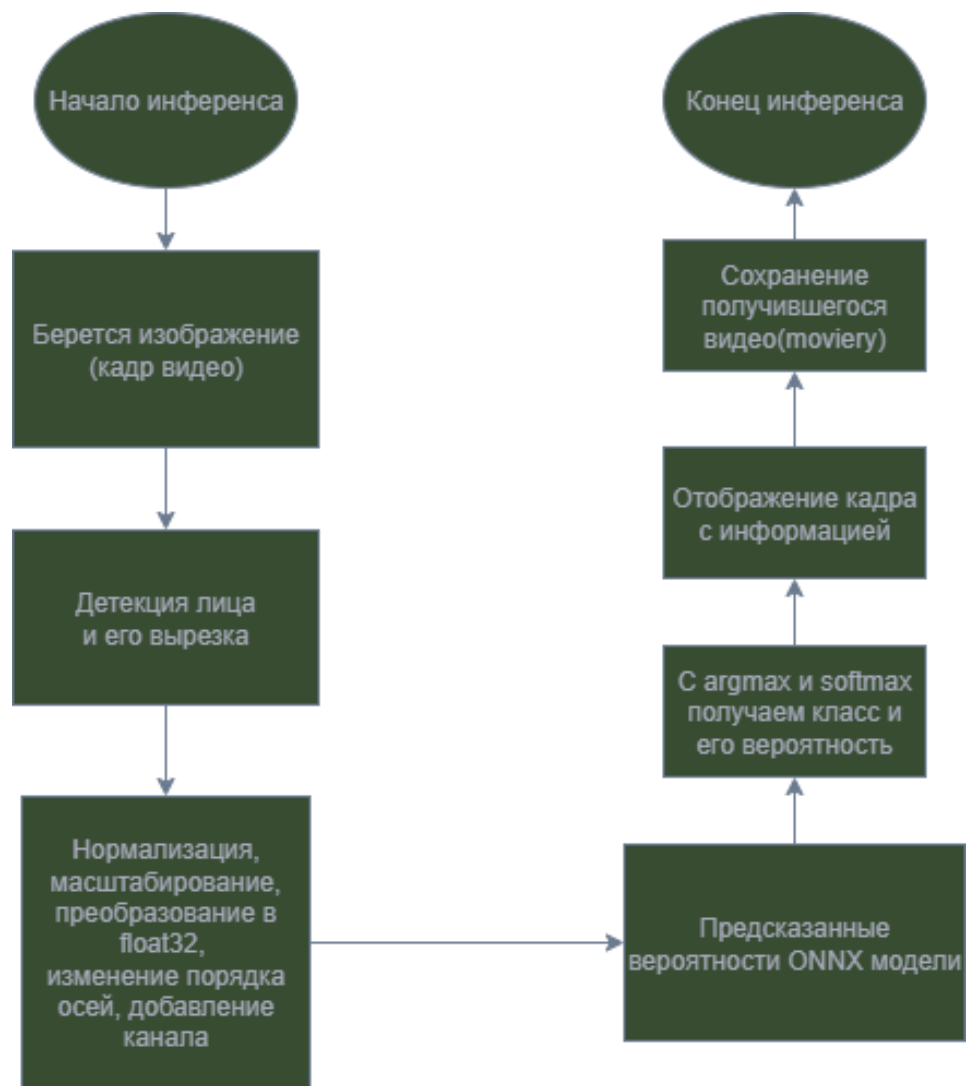 Начало инференса
Берется изображение
(кадр видео)
Детекция лица
и его вырезка
Нормализация,
масштабирование,
преобразование в
float32,
изменение порядка
осей, добавление
канала
Предсказанные
вероятности ONNX модели
С argmax и softmax
получаем класс и
его вероятность
Отображение кадра
с информацией
Сохранение
получившегося
видео(moviery)
Конец инференса